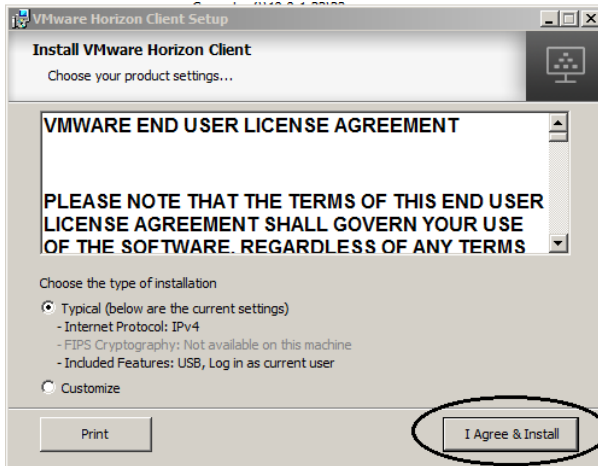 VMware Horizon Client Setup
Install VMware Horizon Client
Choose your product settings...
VMWARE END USER LICENSE AGREEMENT
PLEASE NOTE THAT THE TERMS OF THIS END USER
LICENSE AGREEMENT SHALL GOVERN YOUR USE
OF THE SOFTWARE, REGARDLESS OF ANY TERMS
Choose the type of installation
Typical (below are the current settings)
- Internet Protocol: IPv4
- FIPS Cryptography: Not available on this machine
- Included Features: USB, Log in as current user
Customize
Print
I Agree & Install